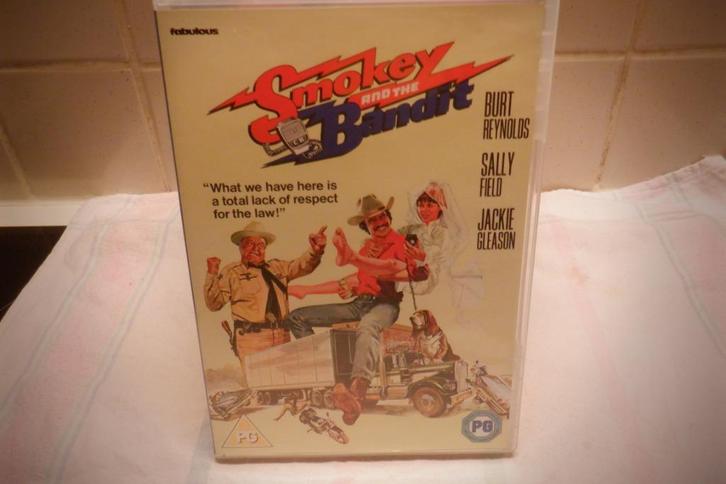 fabulous
Smokey
AND THE
Bandit
BURT
REYNOLDS
SALLY
FIELD
JACKIE
GLEASON
“What we have here is
a total lack of respect
for the law!”
PG
PG